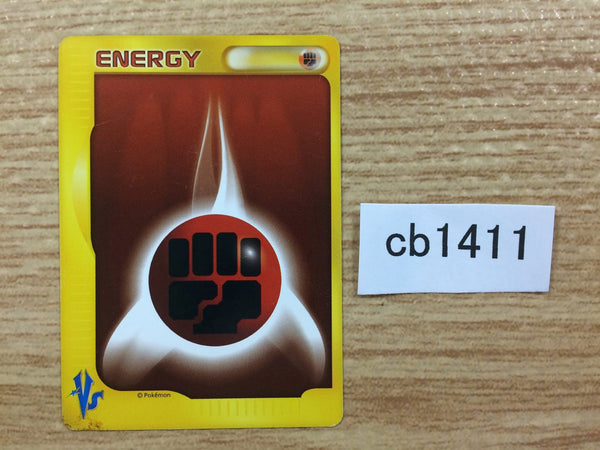 ENERGY
cb1411
VS
© Pokémon